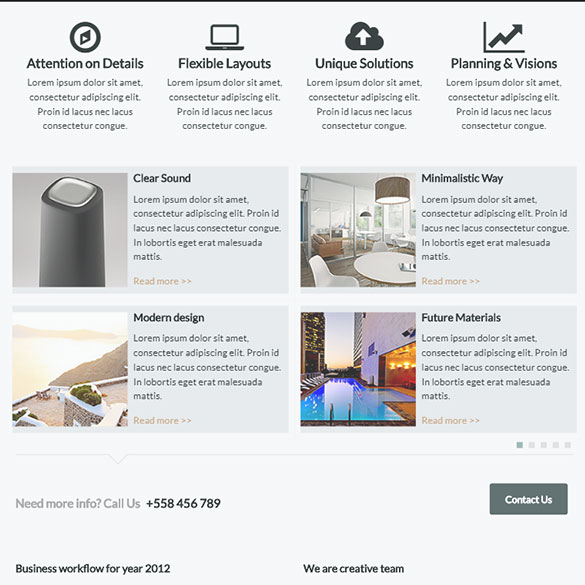 Attention on Details
Lorem ipsum dolor sit amet,
consectetur adipiscing elit.
Proin id lacus nec lacus
consectetur congue.
Flexible Layouts
Lorem ipsum dolor sit amet,
consectetur adipiscing elit.
Proin id lacus nec lacus
consectetur congue.
Unique Solutions
Lorem ipsum dolor sit amet,
consectetur adipiscing elit.
Proin id lacus nec lacus
consectetur congue.
Planning & Visions
Lorem ipsum dolor sit amet,
consectetur adipiscing elit.
Proin id lacus nec lacus
consectetur congue.
Clear Sound
Lorem ipsum dolor sit amet,
consectetur adipiscing elit. Proin id
lacus nec lacus consectetur congue.
In lobortis eget erat malesuada
mattis.
Read more >>
Minimalistic Way
Lorem ipsum dolor sit amet,
consectetur adipiscing elit. Proin id
lacus nec lacus consectetur congue.
In lobortis eget erat malesuada
mattis.
Read more >>
Modern design
Lorem ipsum dolor sit amet,
consectetur adipiscing elit. Proin id
lacus nec lacus consectetur congue.
In lobortis eget erat malesuada
mattis.
Read more >>
Future Materials
Lorem ipsum dolor sit amet,
consectetur adipiscing elit. Proin id
lacus nec lacus consectetur congue.
In lobortis eget erat malesuada
mattis.
Read more >>
Need more info? Call Us +558 456 789
Contact Us
Business workflow for year 2012
We are creative team